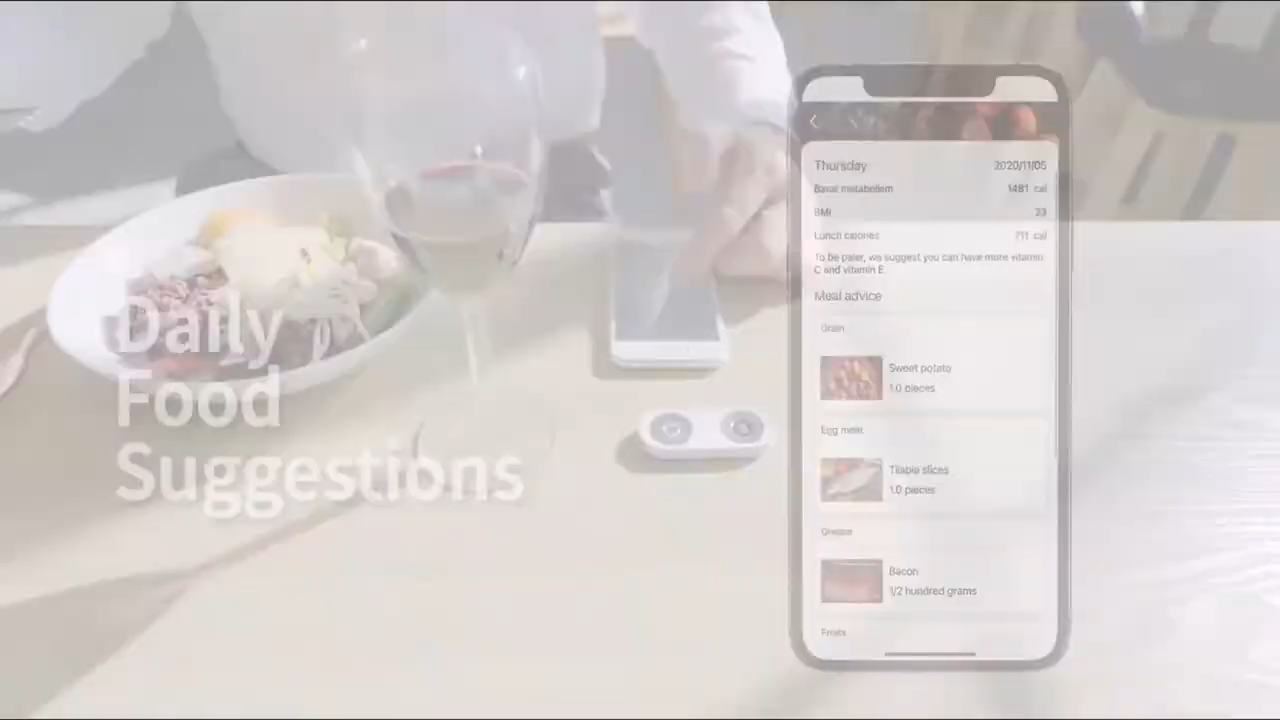 Daily
Food
Suggestions
Thursday 2020/11/05
Basal metabolism 1481 cal
BMI 23
Lunch calories 711 cal
To be paler, we suggest you can have more vitamin
C and vitamin E.
Meal advice
Grain
Sweet potato
1.0 pieces
Egg meat
Tilapia slices
1.0 pieces
Grease
Bacon
1/2 hundred grams
Fruits